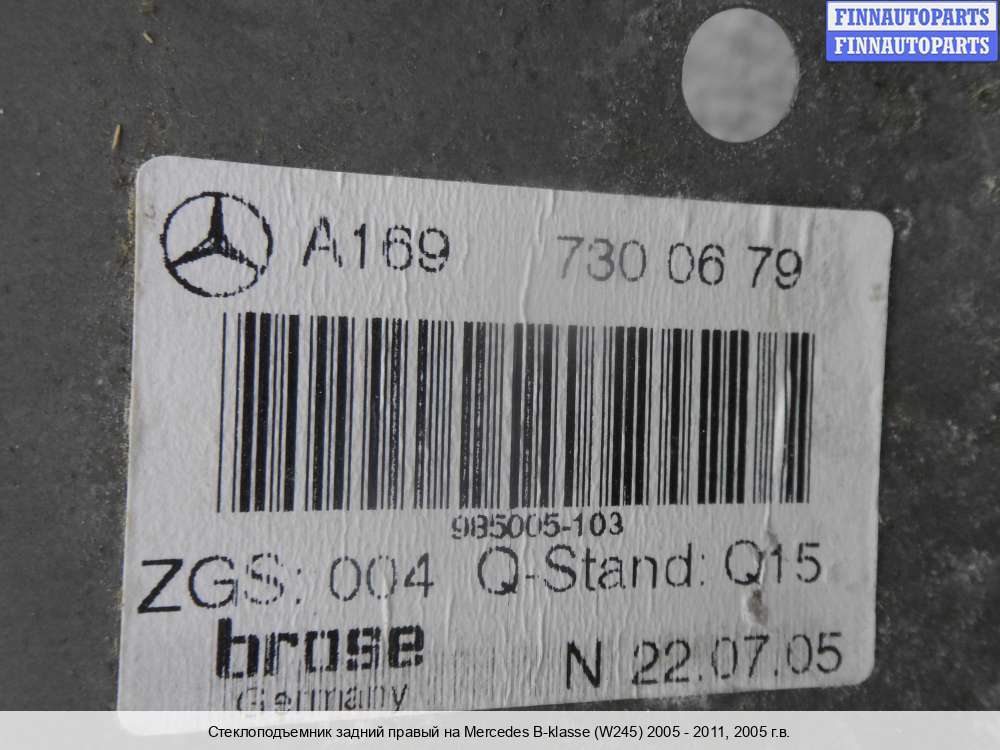 FINNAUTOPARTS
FINNAUTOPARTS
A169 730 06 79
985005-103
ZGS: 004 Q-Stand: Q15
brose N 22.07.05
Germany
Стеклоподъемник задний правый на Mercedes B-klasse (W245) 2005 - 2011, 2005 г.в.